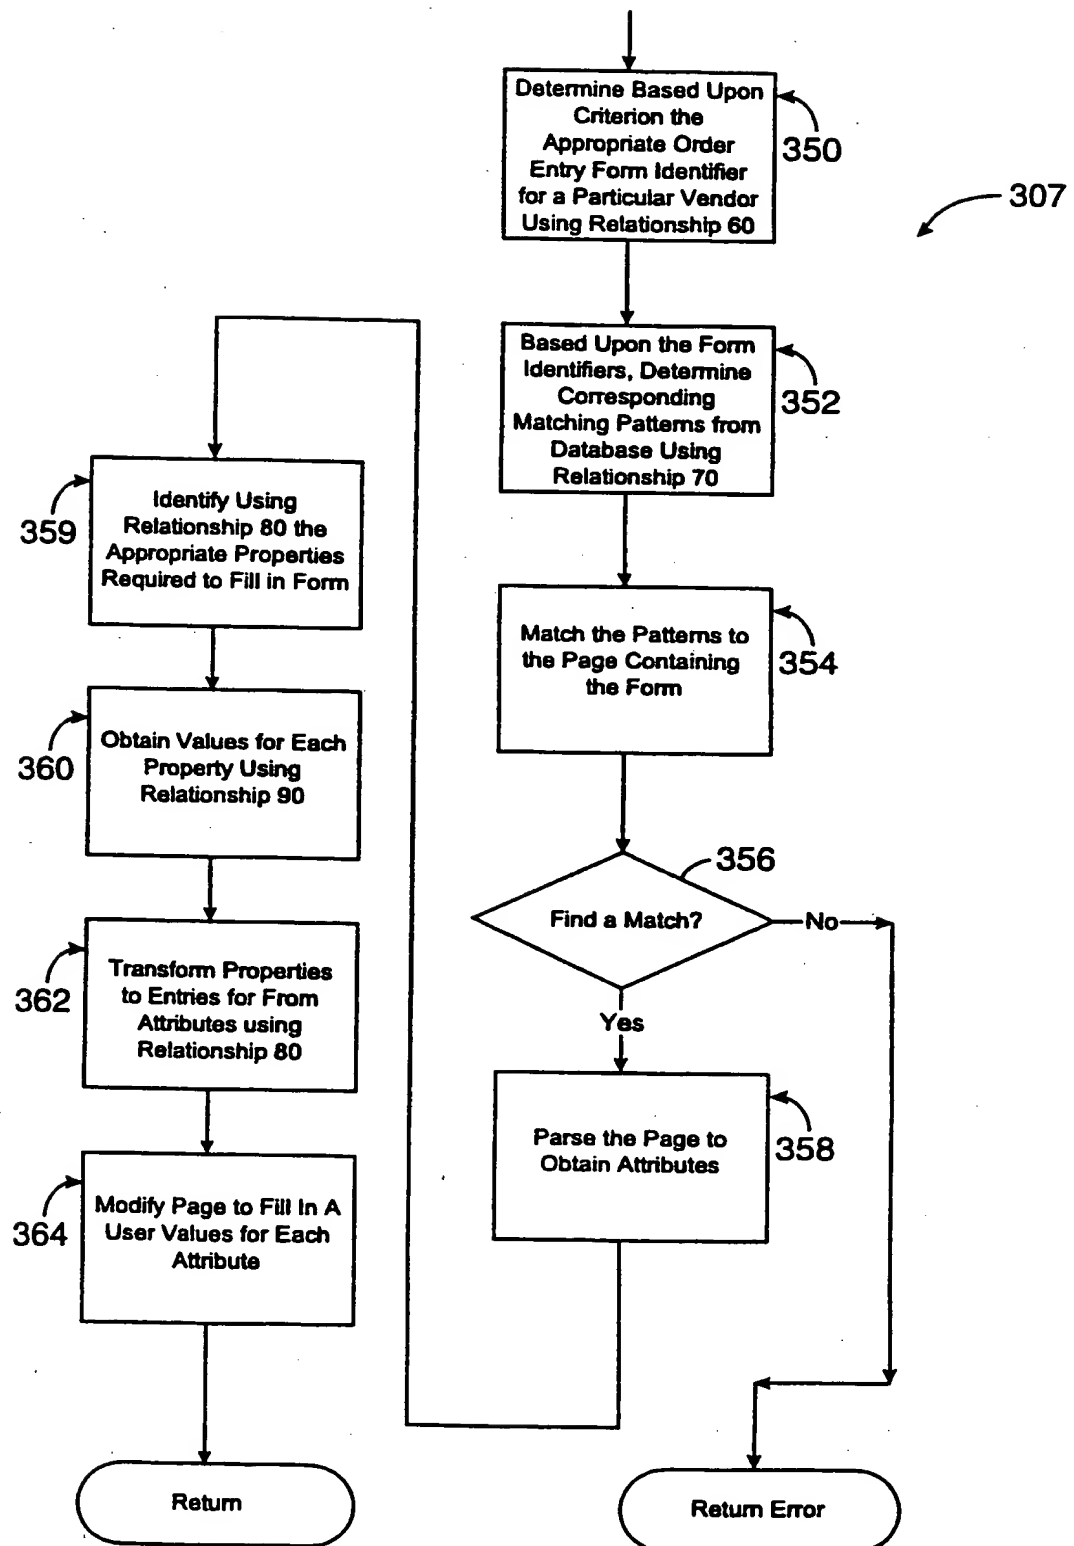 Determine Based Upon
Criterion the
Appropriate Order
Entry Form Identifier
for a Particular Vendor
Using Relationship 60
350
307
Based Upon the Form
Identifiers, Determine
Corresponding
Matching Patterns from
Database Using
Relationship 70
352
Match the Patterns to
the Page Containing
the Form
354
Find a Match?
356
No
Yes
Parse the Page to
Obtain Attributes
358
Return Error
Identify Using
Relationship 80 the
Appropriate Properties
Required to Fill in Form
359
Obtain Values for Each
Property Using
Relationship 90
360
Transform Properties
to Entries for From
Attributes using
Relationship 80
362
Modify Page to Fill In A
User Values for Each
Attribute
364
Return